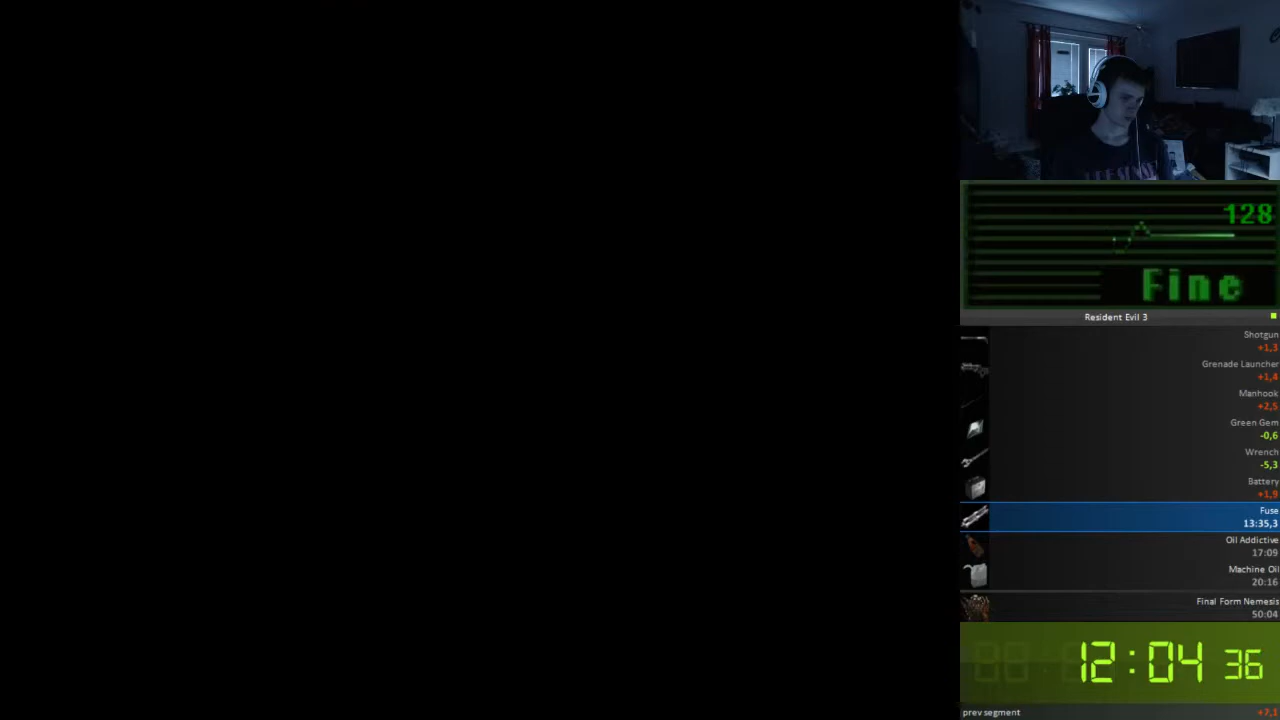 128
Fine
Resident Evil 3
Shotgun
+1,3
Grenade Launcher
+1,4
Manhook
+2,5
Green Gem
-0,6
Wrench
-5,3
Battery
+1,9
Fuse
13:35,3
Oil Addictive
17:09
Machine Oil
20:16
Final Form Nemesis
50:04
12:04 36
prev segment +7,1